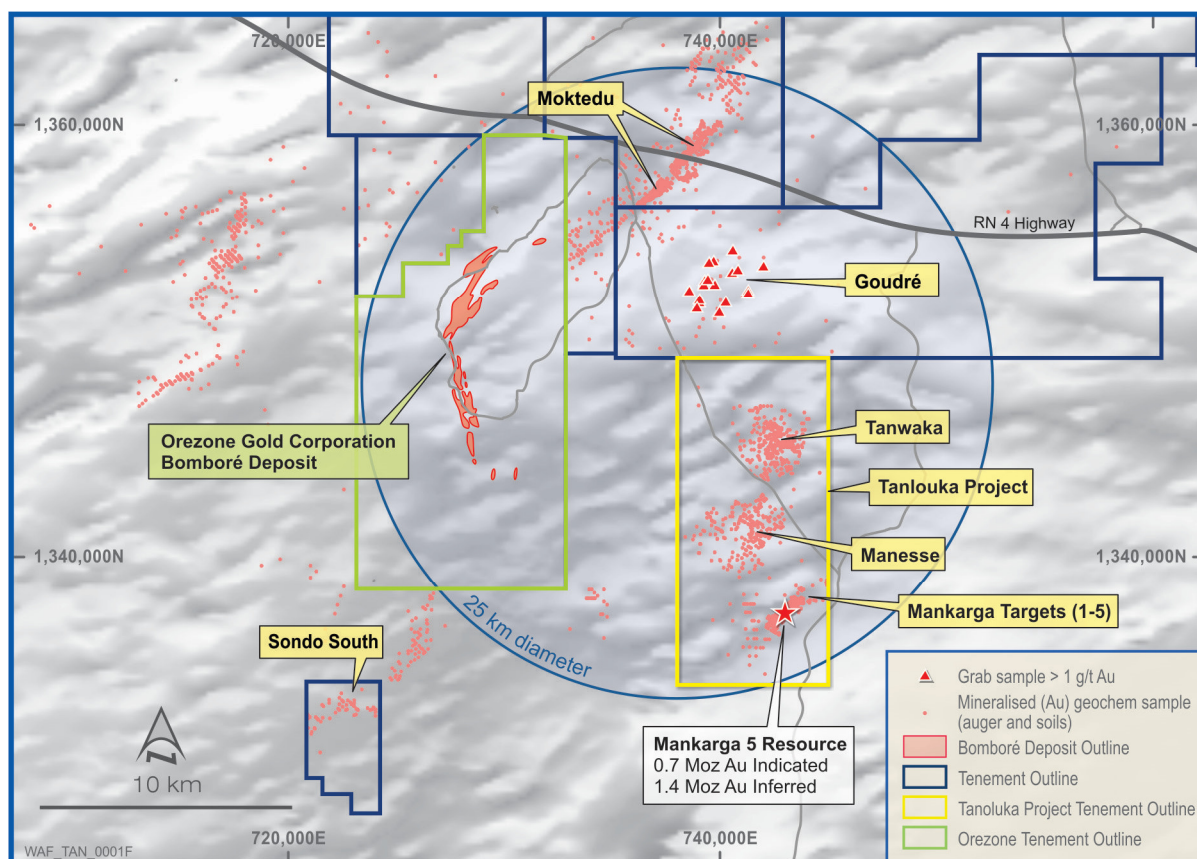 720,000E
740,000E
Moktedu
1,360,000N
1,360,000N
RN 4 Highway
Goudré
Orezone Gold Corporation
Bomboré Deposit
Tanwaka
Tanlouka Project
1,340,000N
1,340,000N
Manesse
25 km diameter
Mankarga Targets (1-5)
Sondo South
Mankarga 5 Resource
0.7 Moz Au Indicated
1.4 Moz Au Inferred
N
10 km
Grab sample > 1 g/t Au
Mineralised (Au) geochem sample
(auger and soils)
Bomboré Deposit Outline
Tenement Outline
Tanoluka Project Tenement Outline
Orezone Tenement Outline
720,000E
740,000E
WAF_TAN_0001F